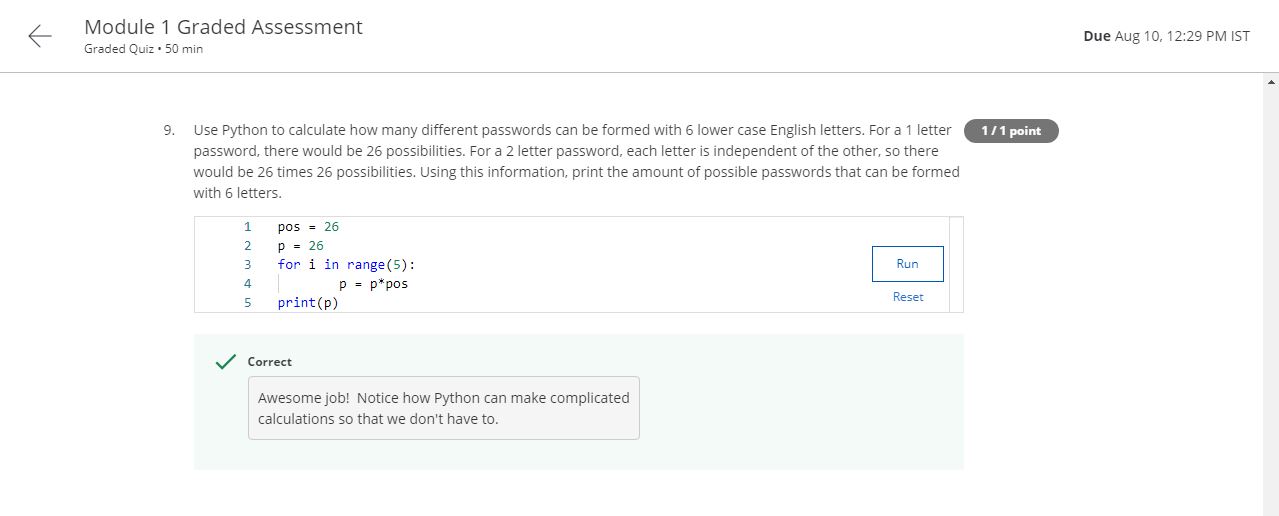 Module 1 Graded Assessment
Graded Quiz • 50 min
Due Aug 10, 12:29 PM IST
9. Use Python to calculate how many different passwords can be formed with 6 lower case English letters. For a 1 letter
1 / 1 point
password, there would be 26 possibilities. For a 2 letter password, each letter is independent of the other, so there
would be 26 times 26 possibilities. Using this information, print the amount of possible passwords that can be formed
with 6 letters.
1 pos = 26
2 p = 26
3 for i in range(5):
4 p = p*pos
5 print(p)
Run
Reset
Correct
Awesome job!  Notice how Python can make complicated
calculations so that we don't have to.